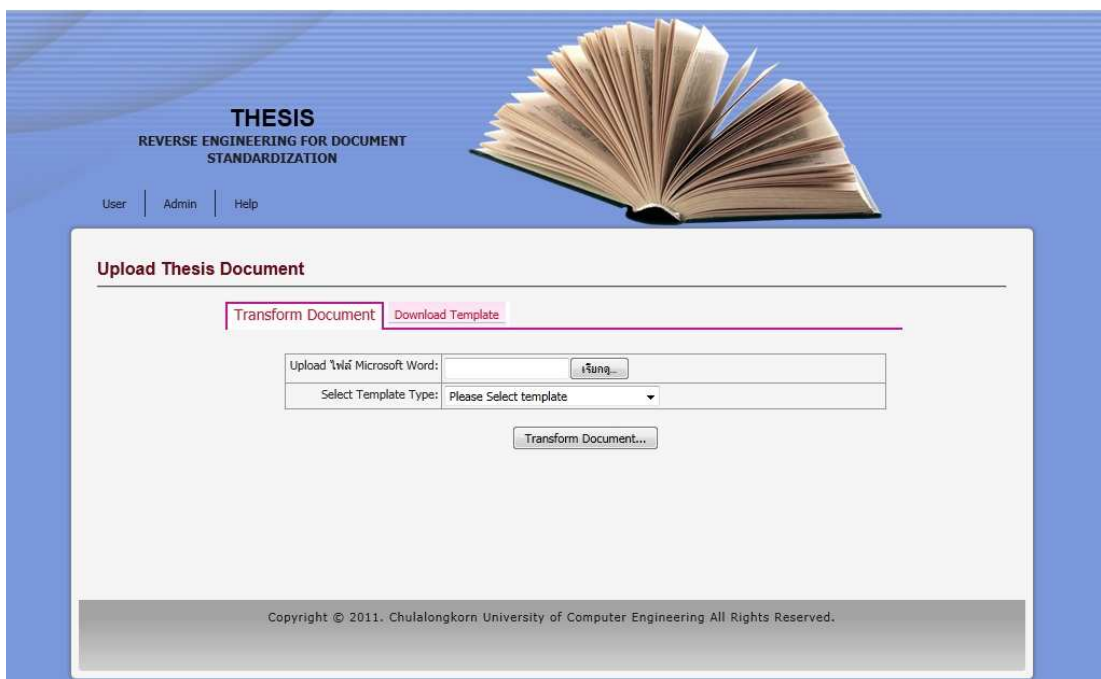 THESIS
REVERSE ENGINEERING FOR DOCUMENT
STANDARDIZATION
User
Admin
Help
Upload Thesis Document
Transform Document
Download Template
Upload ไฟล์ Microsoft Word:
เรียกดู...
Select Template Type:
Please Select template
Transform Document...
Copyright © 2011. Chulalongkorn University of Computer Engineering All Rights Reserved.